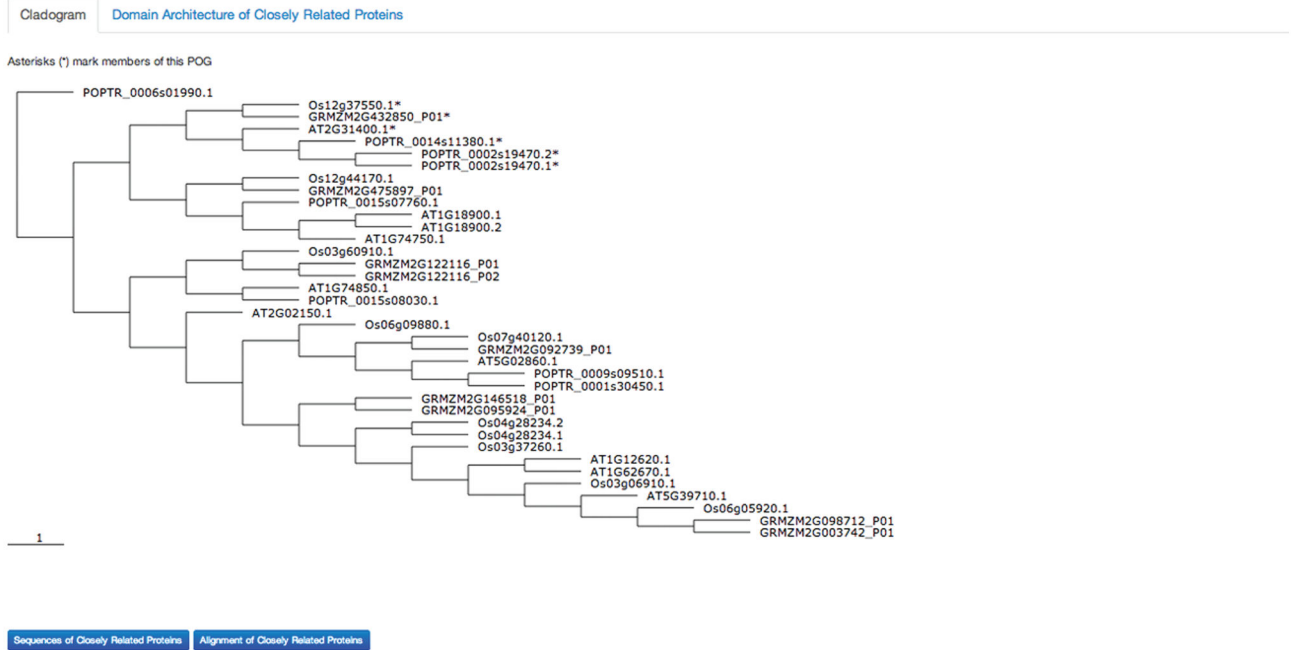 Cladogram Domain Architecture of Closely Related Proteins
Asterisks (*) mark members of this POG
POPTR_0006s01990.1
Os12g37550.1*
GRMZM2G432850_P01*
AT2G31400.1*
POPTR_0014s11380.1*
POPTR_0002s19470.2*
POPTR_0002s19470.1*
Os12g44170.1
GRMZM2G475897_P01
POPTR_0015s07760.1
AT1G18900.1
AT1G18900.2
AT1G74750.1
Os03g60910.1
GRMZM2G122116_P01
GRMZM2G122116_P02
AT1G74850.1
POPTR_0015s08030.1
AT2G02150.1
Os06g09880.1
Os07g40120.1
GRMZM2G092739_P01
AT5G02860.1
POPTR_0009s09510.1
POPTR_0001s30450.1
GRMZM2G146518_P01
GRMZM2G095924_P01
Os04g28234.2
Os04g28234.1
Os03g37260.1
AT1G12620.1
AT1G62670.1
Os03g06910.1
AT5G39710.1
Os06g05920.1
GRMZM2G098712_P01
GRMZM2G003742_P01
1
Sequences of Closely Related Proteins Alignment of Closely Related Proteins